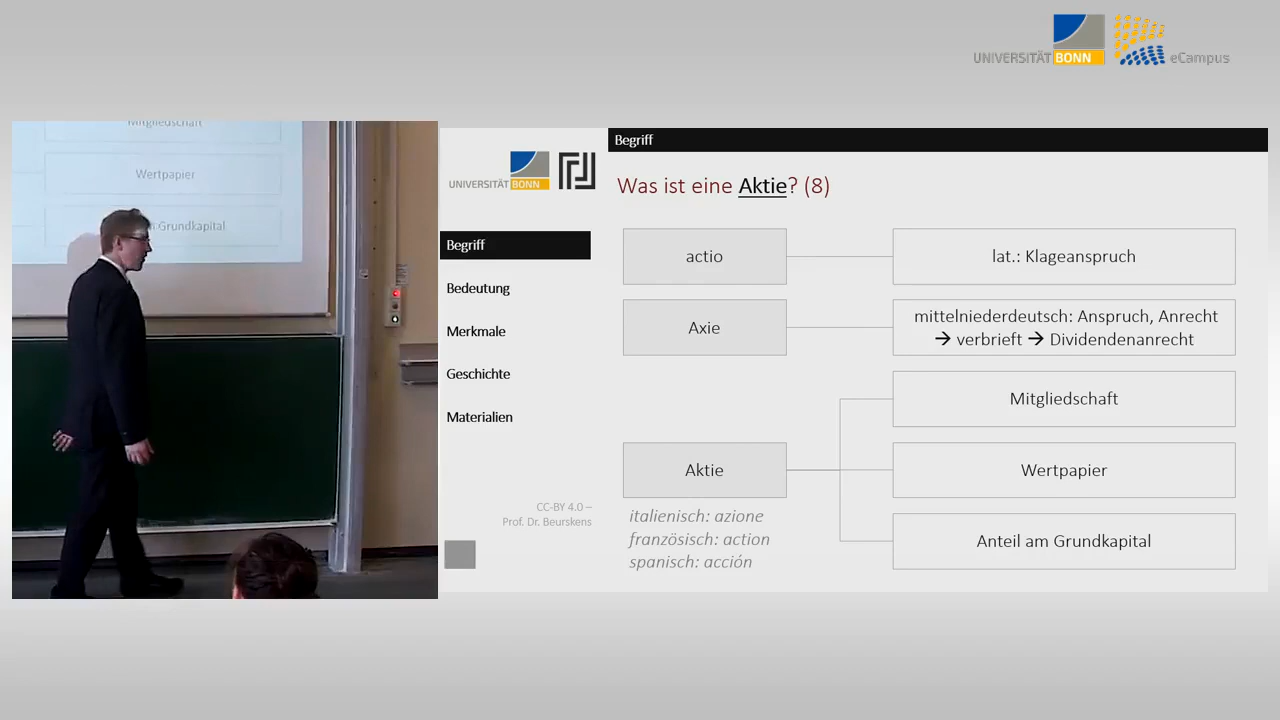 UNIVERSITÄT BONN eCampus
Mitgliedschaft
Wertpapier
Grundkapital
UNIVERSITÄT BONN
Begriff
Bedeutung
Merkmale
Geschichte
Materialien
CC-BY 4.0 –
Prof. Dr. Beurskens
Begriff
Was ist eine Aktie? (8)
actio
lat.: Klageanspruch
Axie
mittelniederdeutsch: Anspruch, Anrecht
→ verbrieft → Dividendenanrecht
Mitgliedschaft
Aktie
Wertpapier
Anteil am Grundkapital
italienisch: azione
französisch: action
spanisch: acción